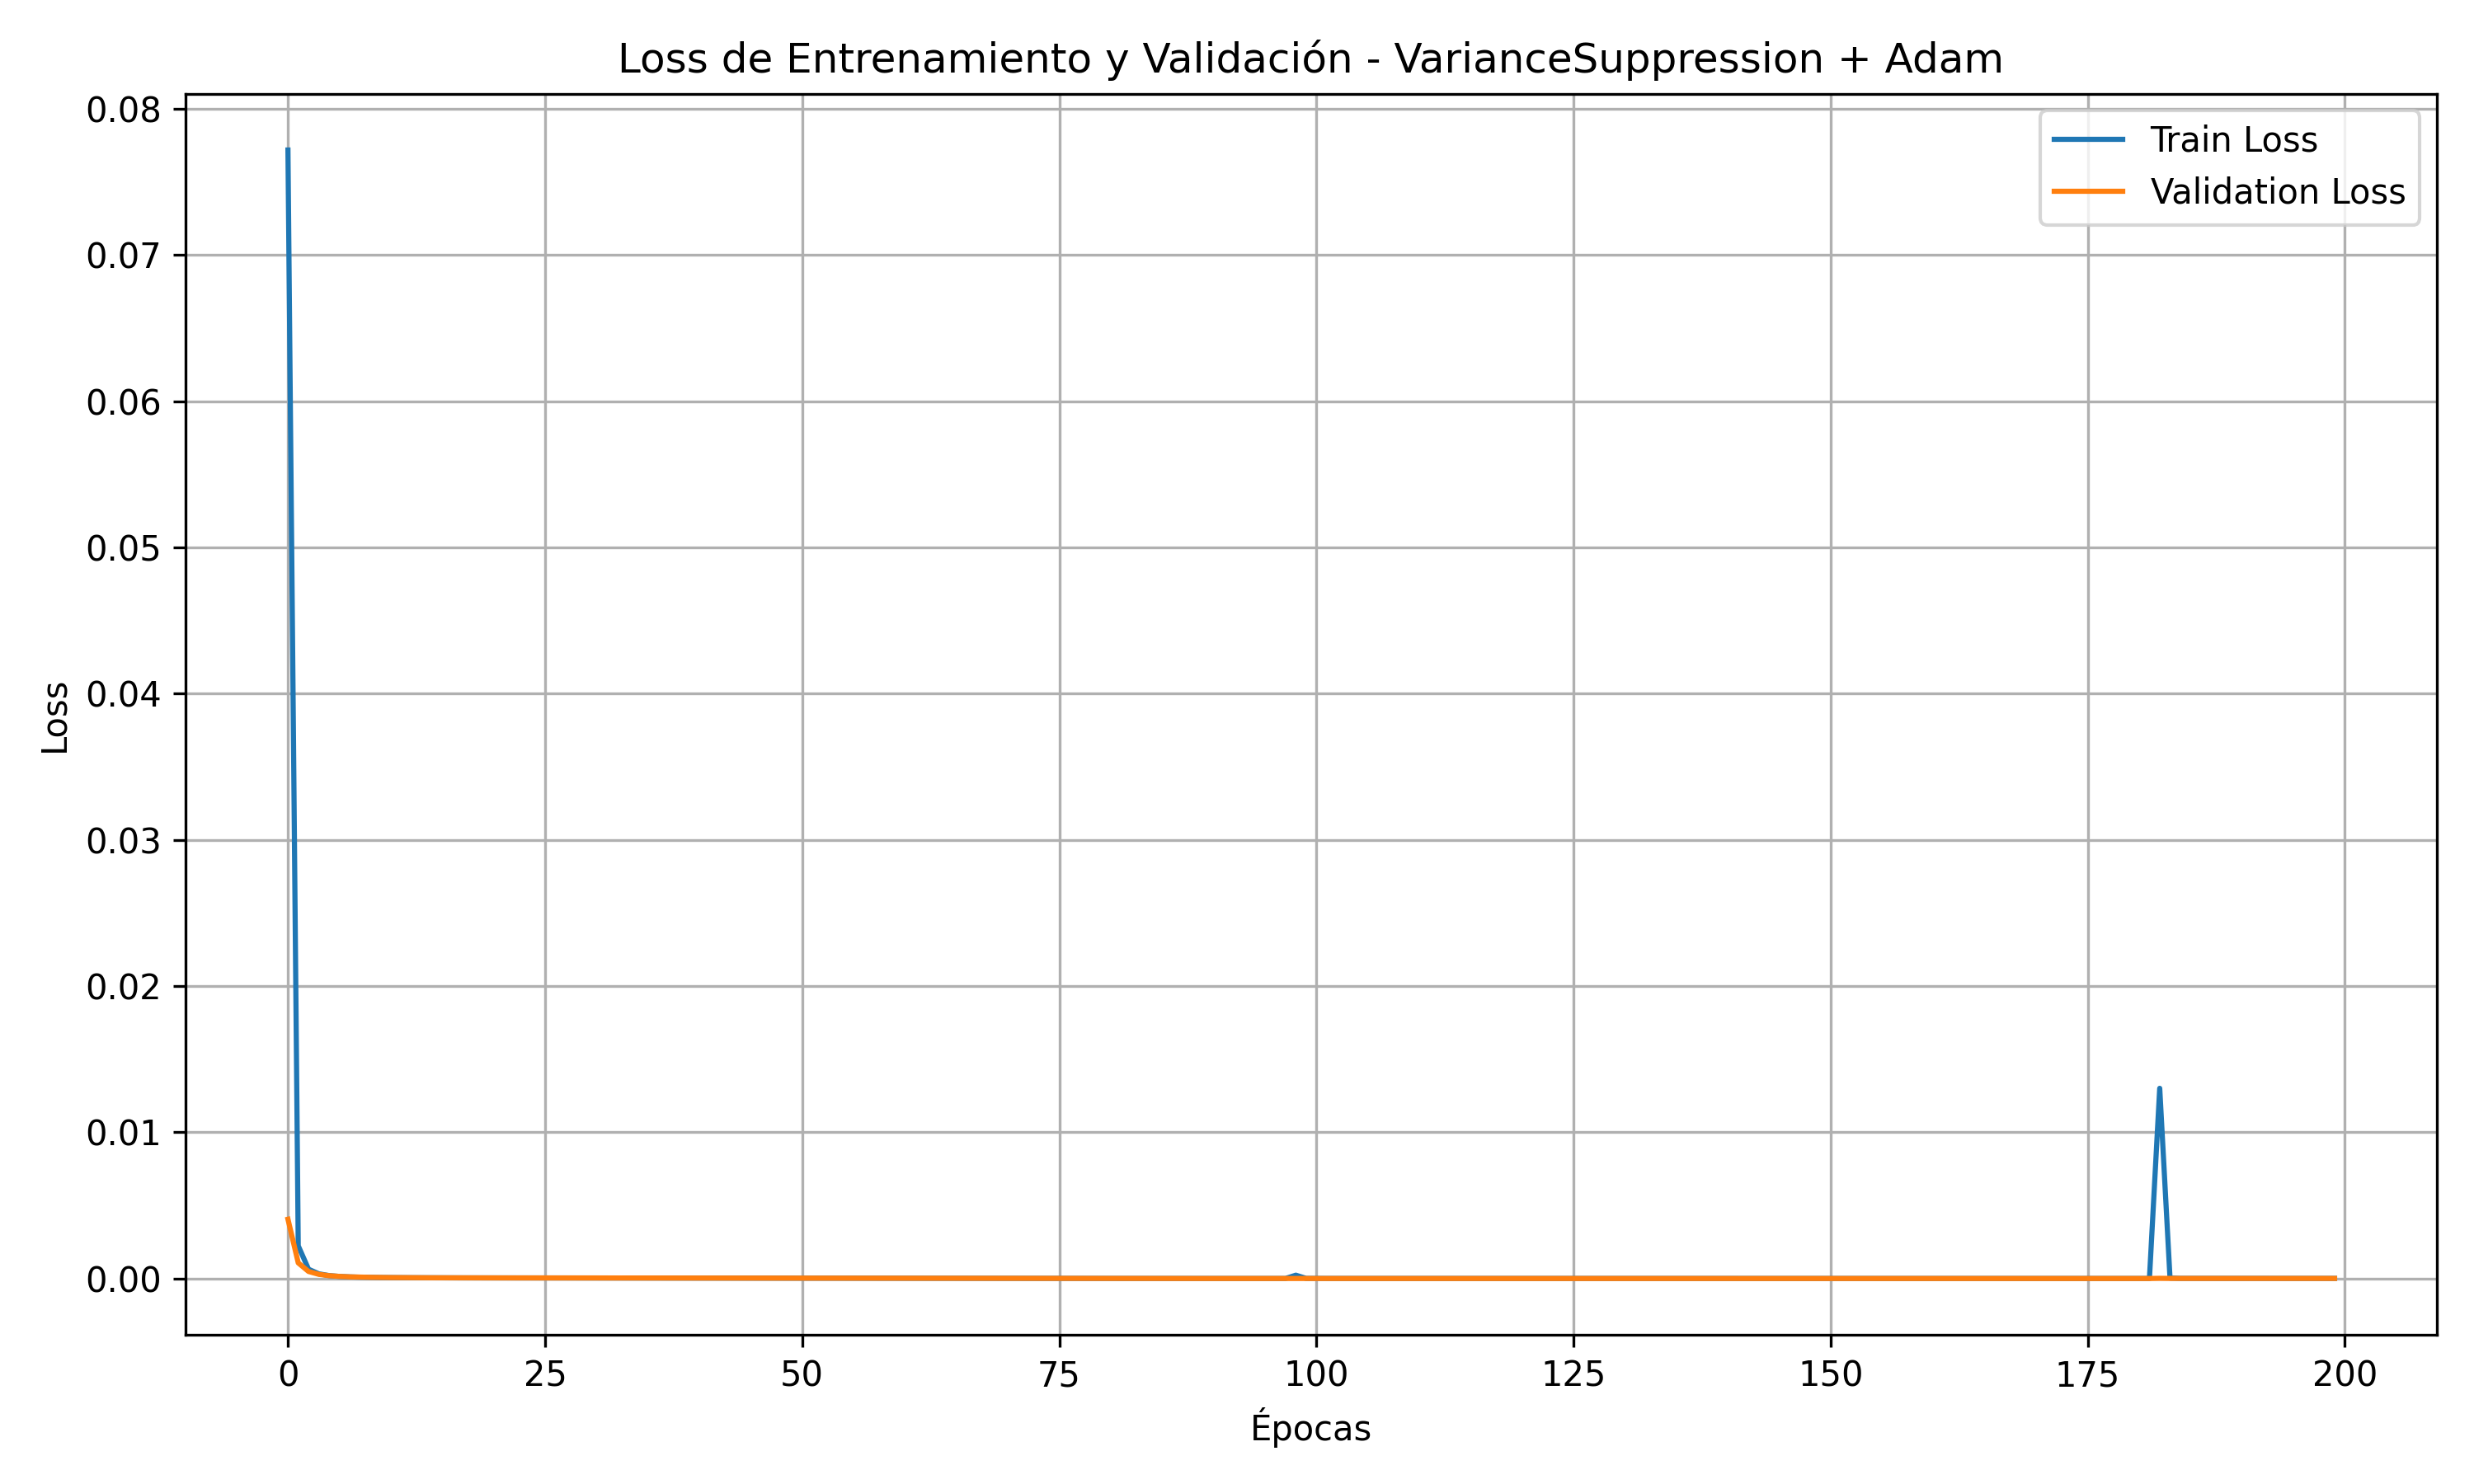 Loss de Entrenamiento y Validación - VarianceSuppression + Adam
Train Loss
Validation Loss
0.08
0.07
0.06
0.05
0.04
0.03
0.02
0.01
0.00
Loss
0 25 50 75 100 125 150 175 200
Épocas